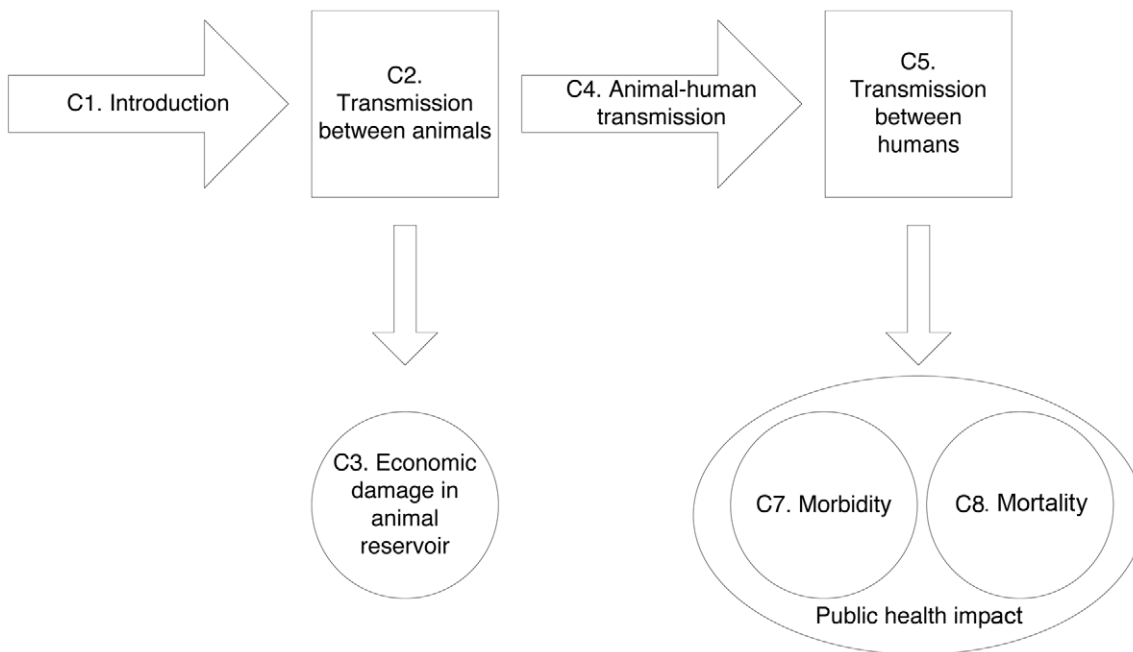 C1. Introduction
C2.
Transmission
between animals
C4. Animal-human
transmission
C5.
Transmission
between
humans
C3. Economic
damage in
animal
reservoir
C7. Morbidity
C8. Mortality
Public health impact